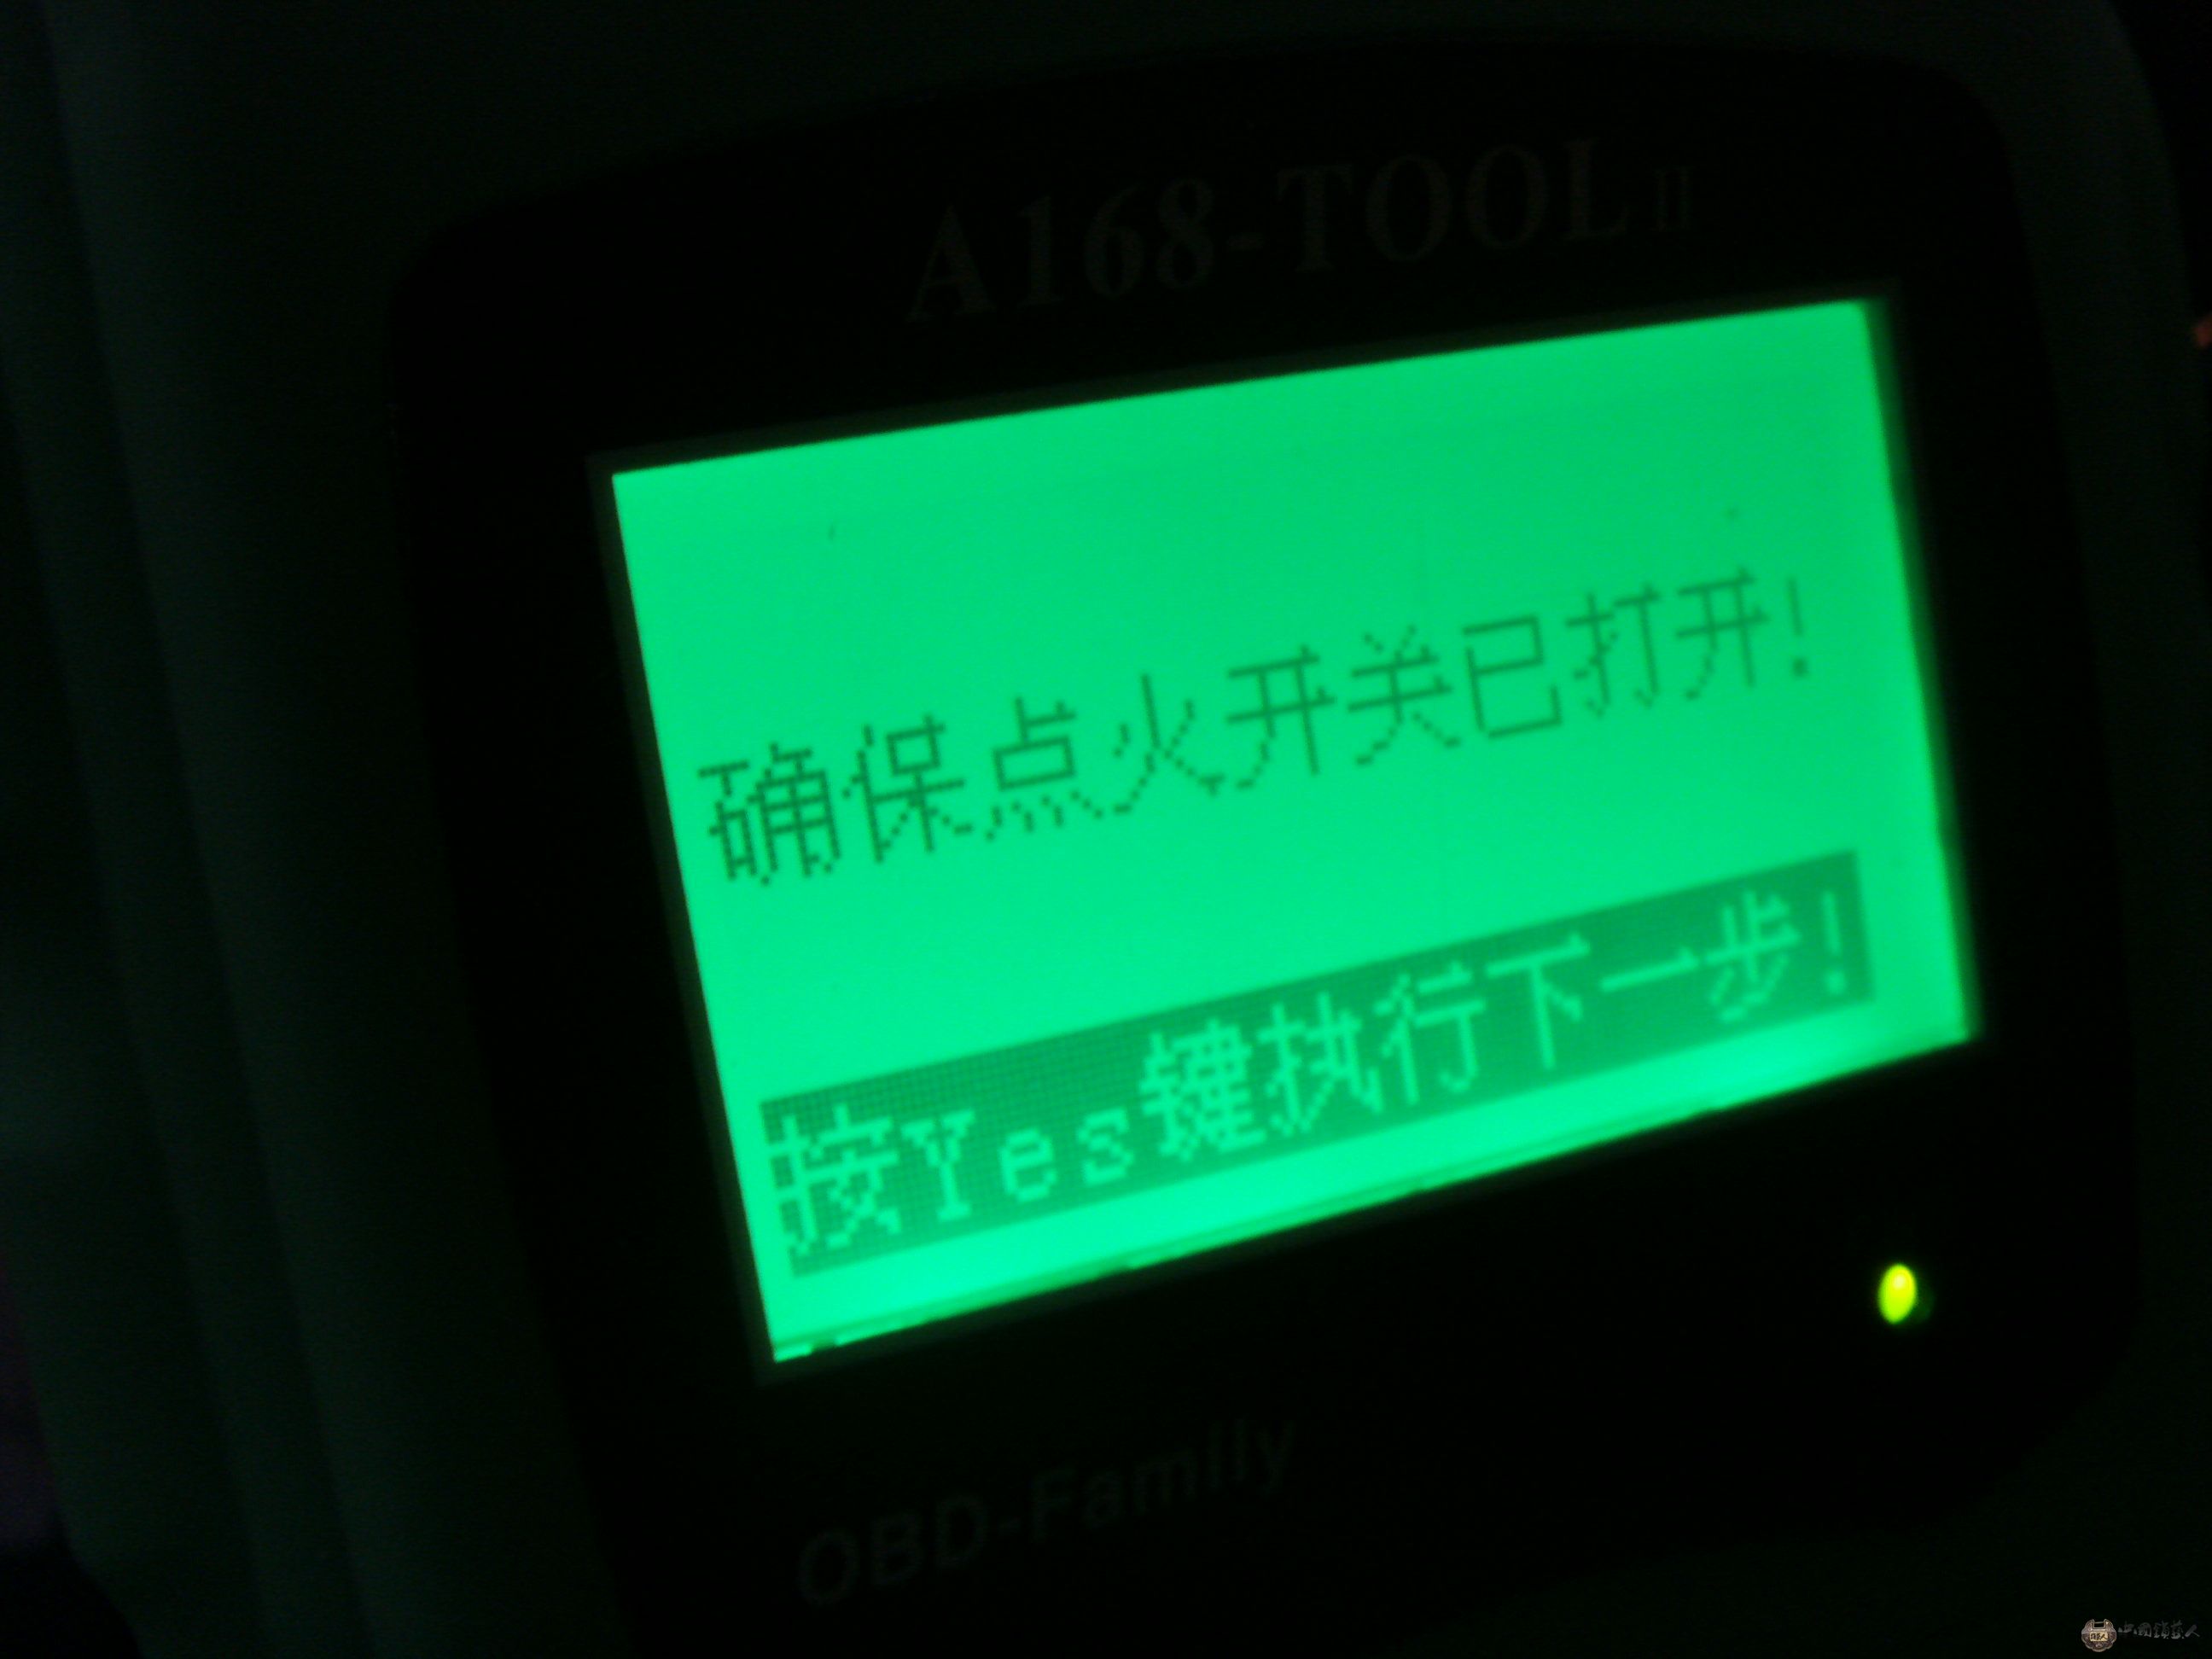 A168-TOOL II
确保点火开关已打开!
按Yes键执行下一步!
OBD-Family